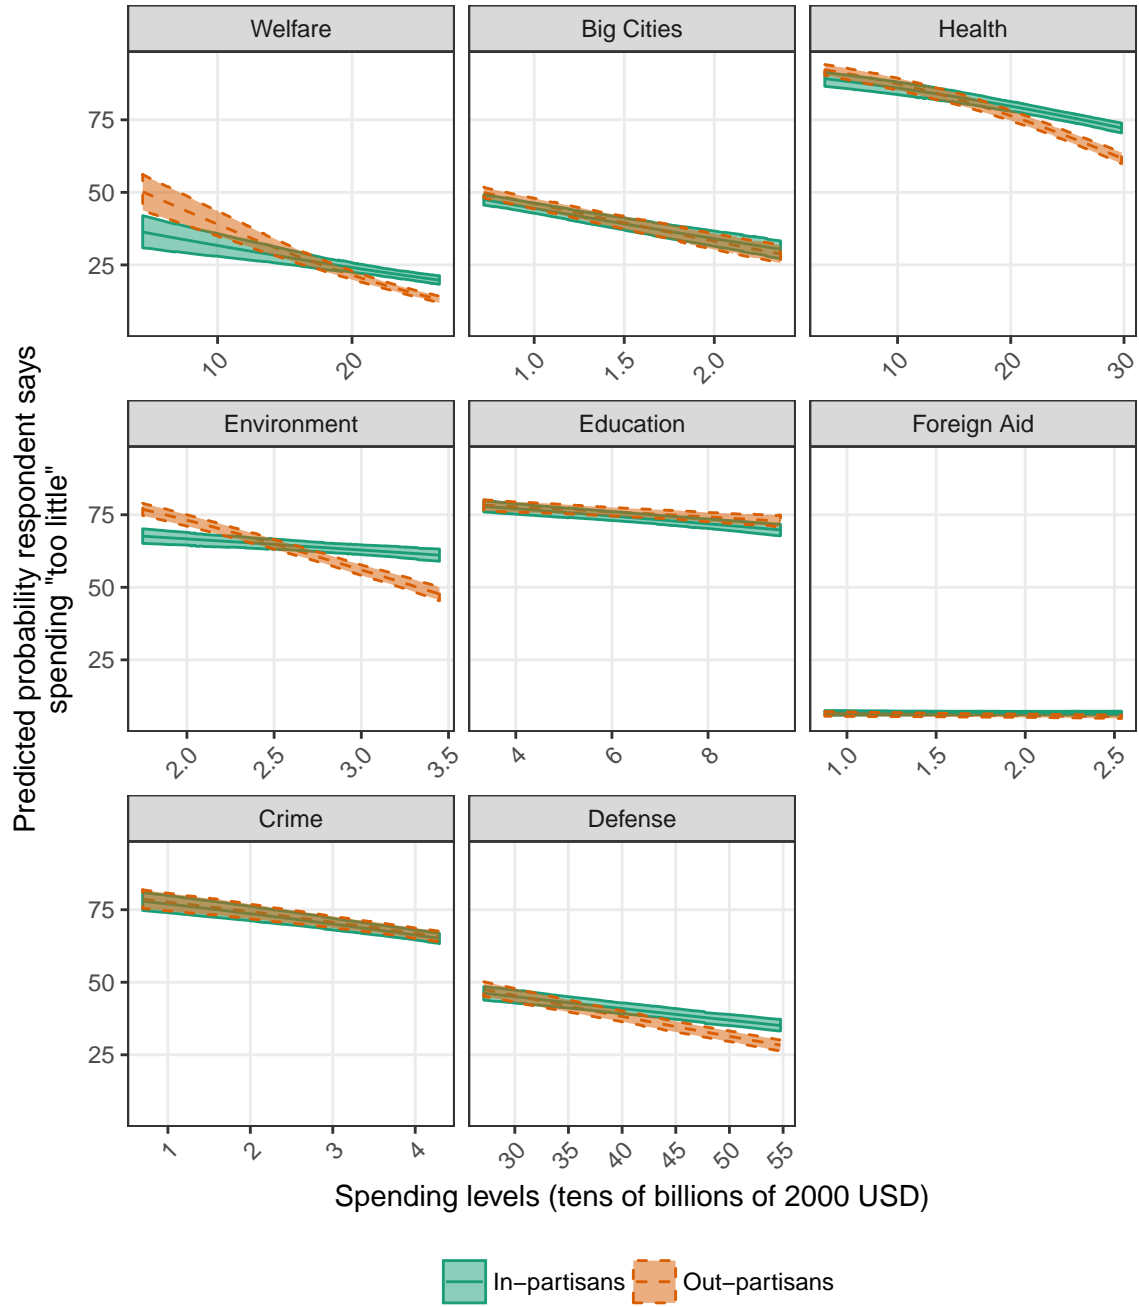 Welfare
Big Cities
Health
75
50
25
10
20
1.0
1.5
2.0
10
20
30
Environment
Education
Foreign Aid
75
50
25
2.0
2.5
3.0
3.5
4
6
8
1.0
1.5
2.0
2.5
Crime
Defense
75
50
25
1
2
3
4
30
35
40
45
50
55
Predicted probability respondent says
spending "too little"
Spending levels (tens of billions of 2000 USD)
In−partisans
Out−partisans